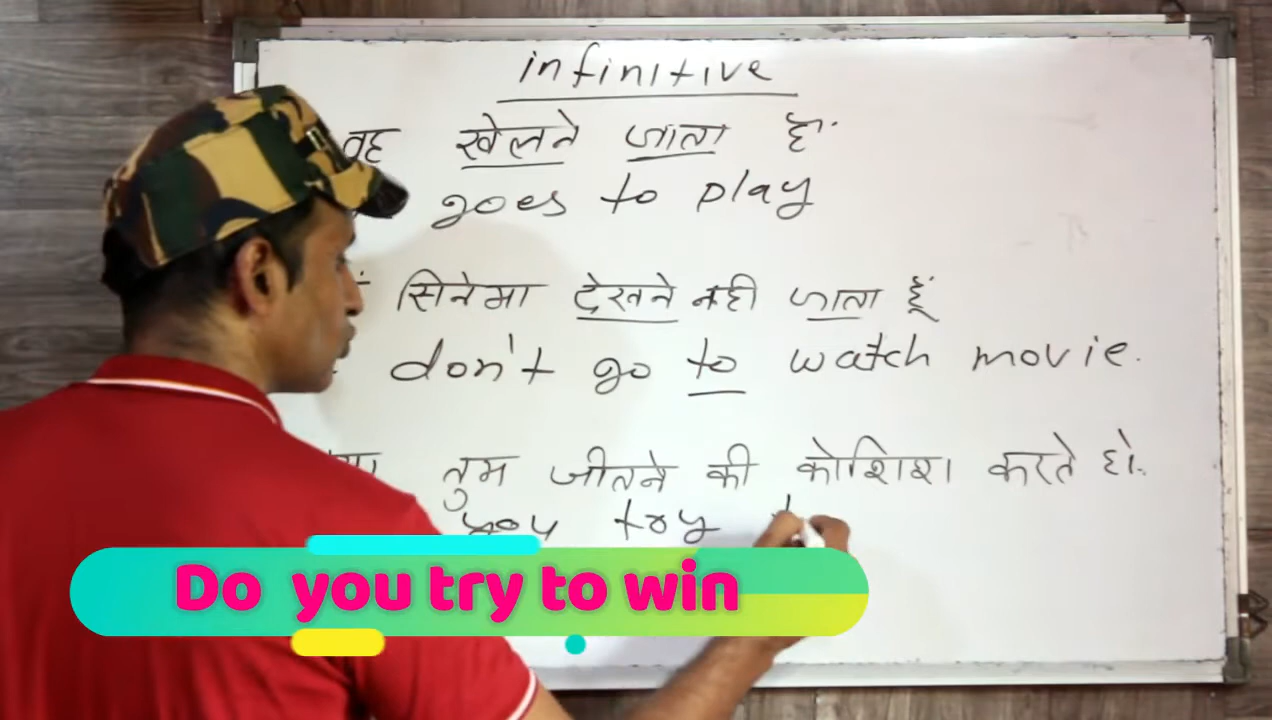 infinitive
वह खेलने जाता है.
goes to play
सिनेमा देखने नही जाता हूँ
don't go to watch movie.
तुम जीतने की कोशिश करते हो.
you try
Do you try to win